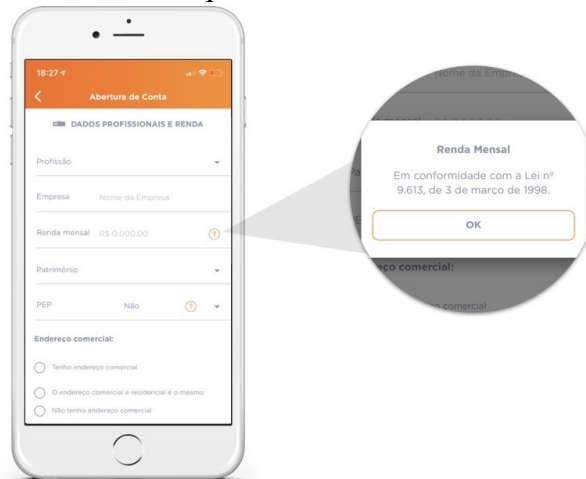 18:27
Abertura de Conta
DADOS PROFISSIONAIS E RENDA
Profissão
Empresa Nome da Empresa
Renda mensal R$ 0.000,00 ?
Patrimônio
PEP Não ?
Endereço comercial:
Tenho endereço comercial
O endereço comercial e residencial é o mesmo
Não tenho endereço comercial
Nome da Empre
Renda Mensal
Em conformidade com a Lei nº
9.613, de 3 de março de 1998.
OK
ço comercial:
o comercial